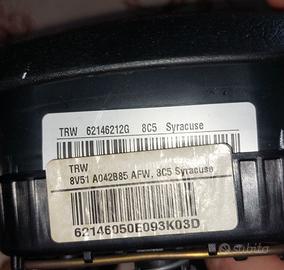 TRW 62146212G 8C5 Syracuse
TRW
8V51 A042B85 AFW. 8C5 Syracuse
62146050E093K03D
subito